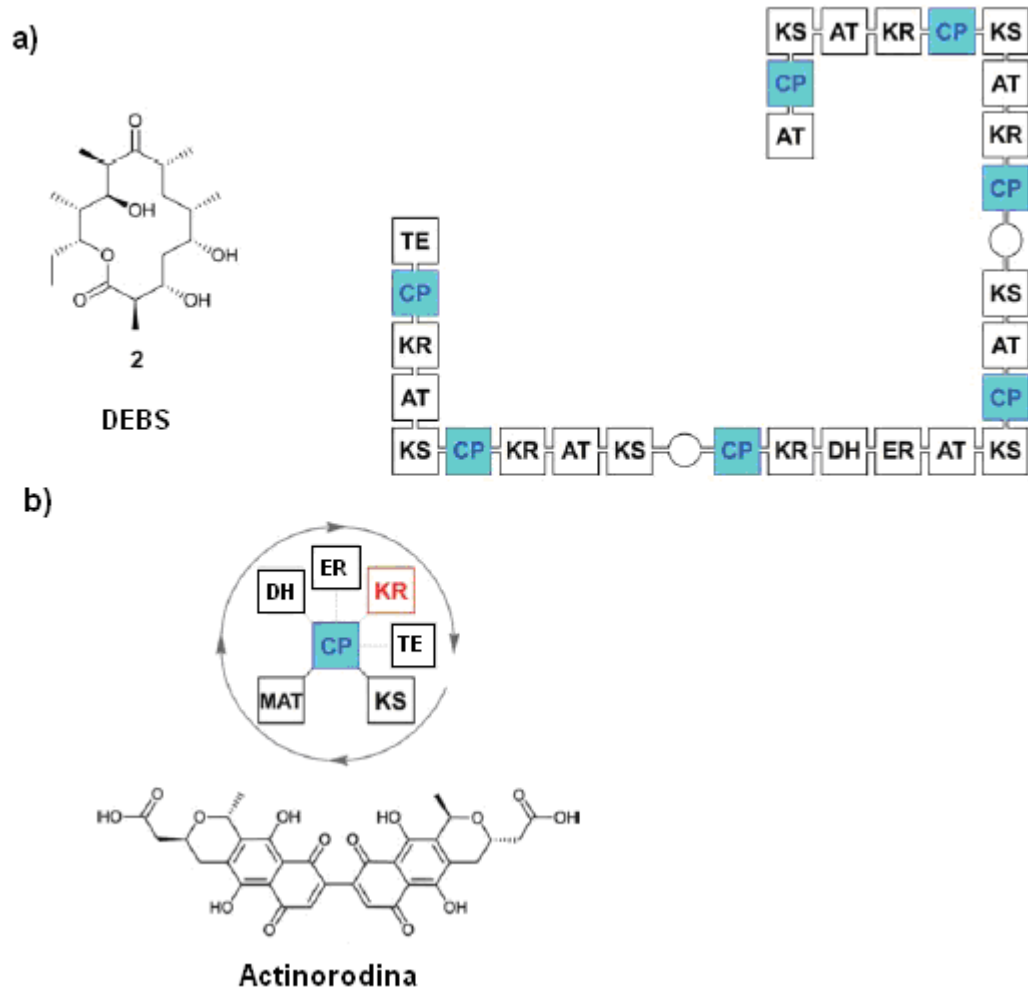 a)
KS AT KR CP KS
CP AT
AT KR
CP
TE KS
CP AT
KR CP
AT
KS CP KR AT KS CP KR DH ER AT KS
O
OH
O
O
OH
OH
2
DEBS
b)
ER
DH KR
CP TE
MAT KS
HO O O OH O O OH O O OH
HO O O OH
Actinorodina